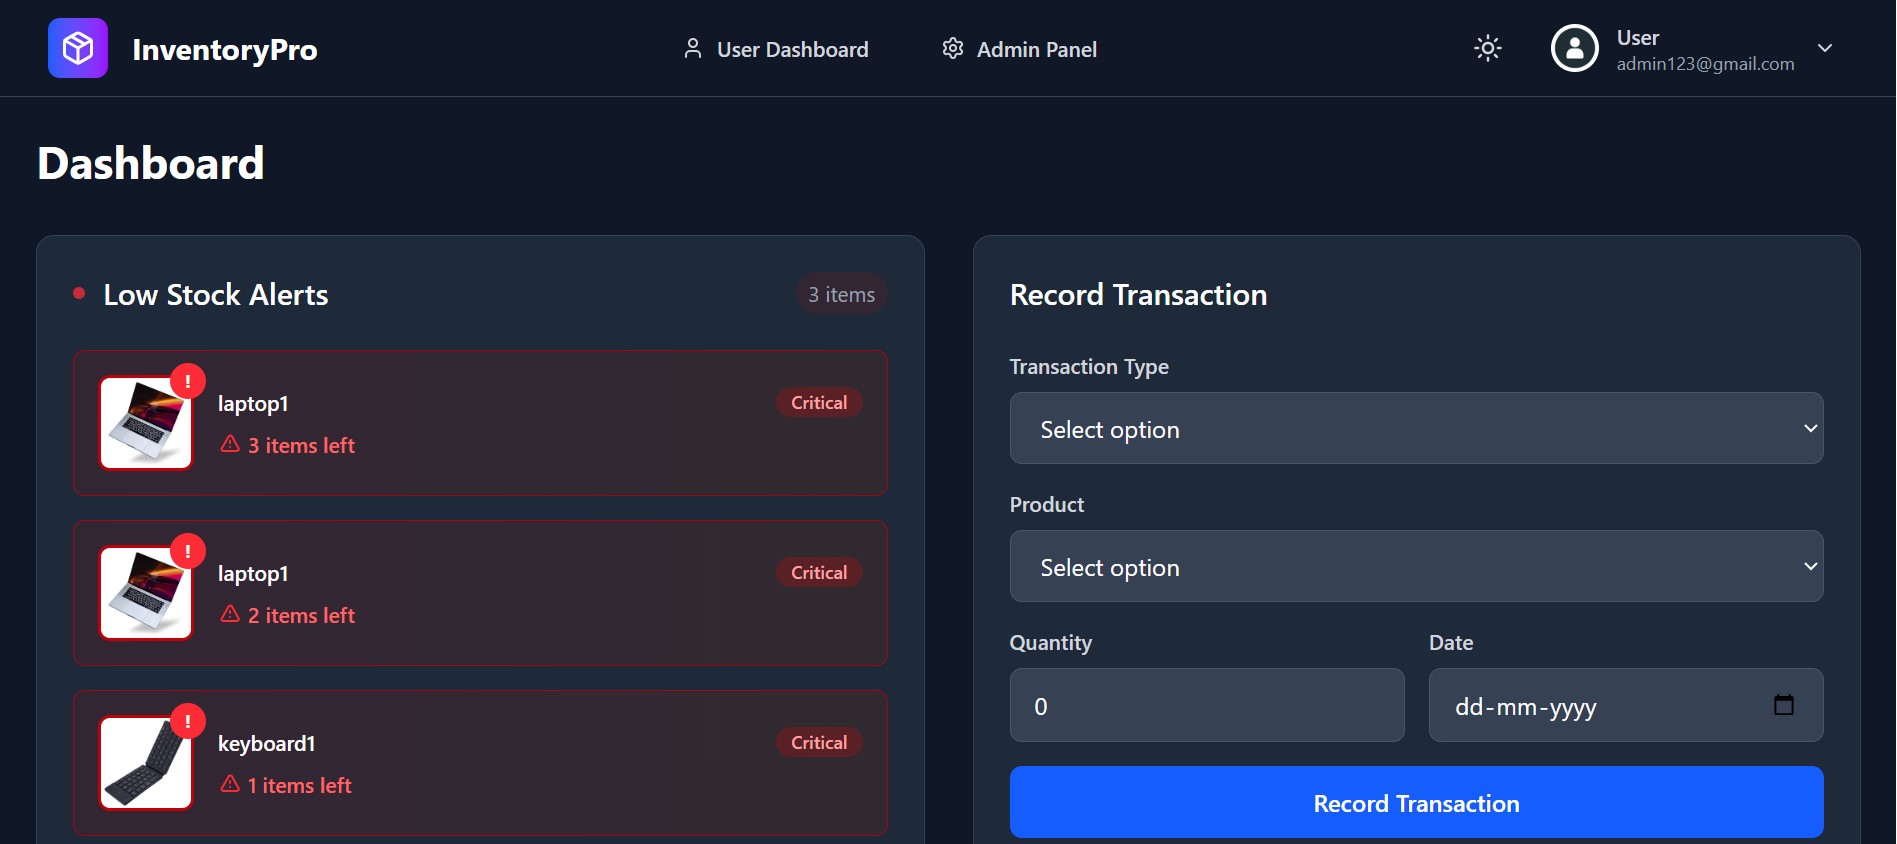 InventoryPro
User Dashboard
Admin Panel
User
admin123@gmail.com
Dashboard
Low Stock Alerts
3 items
!
laptop1
Critical
3 items left
!
laptop1
Critical
2 items left
!
keyboard1
Critical
1 items left
Record Transaction
Transaction Type
Select option
Product
Select option
Quantity
Date
0
dd-mm-yyyy
Record Transaction